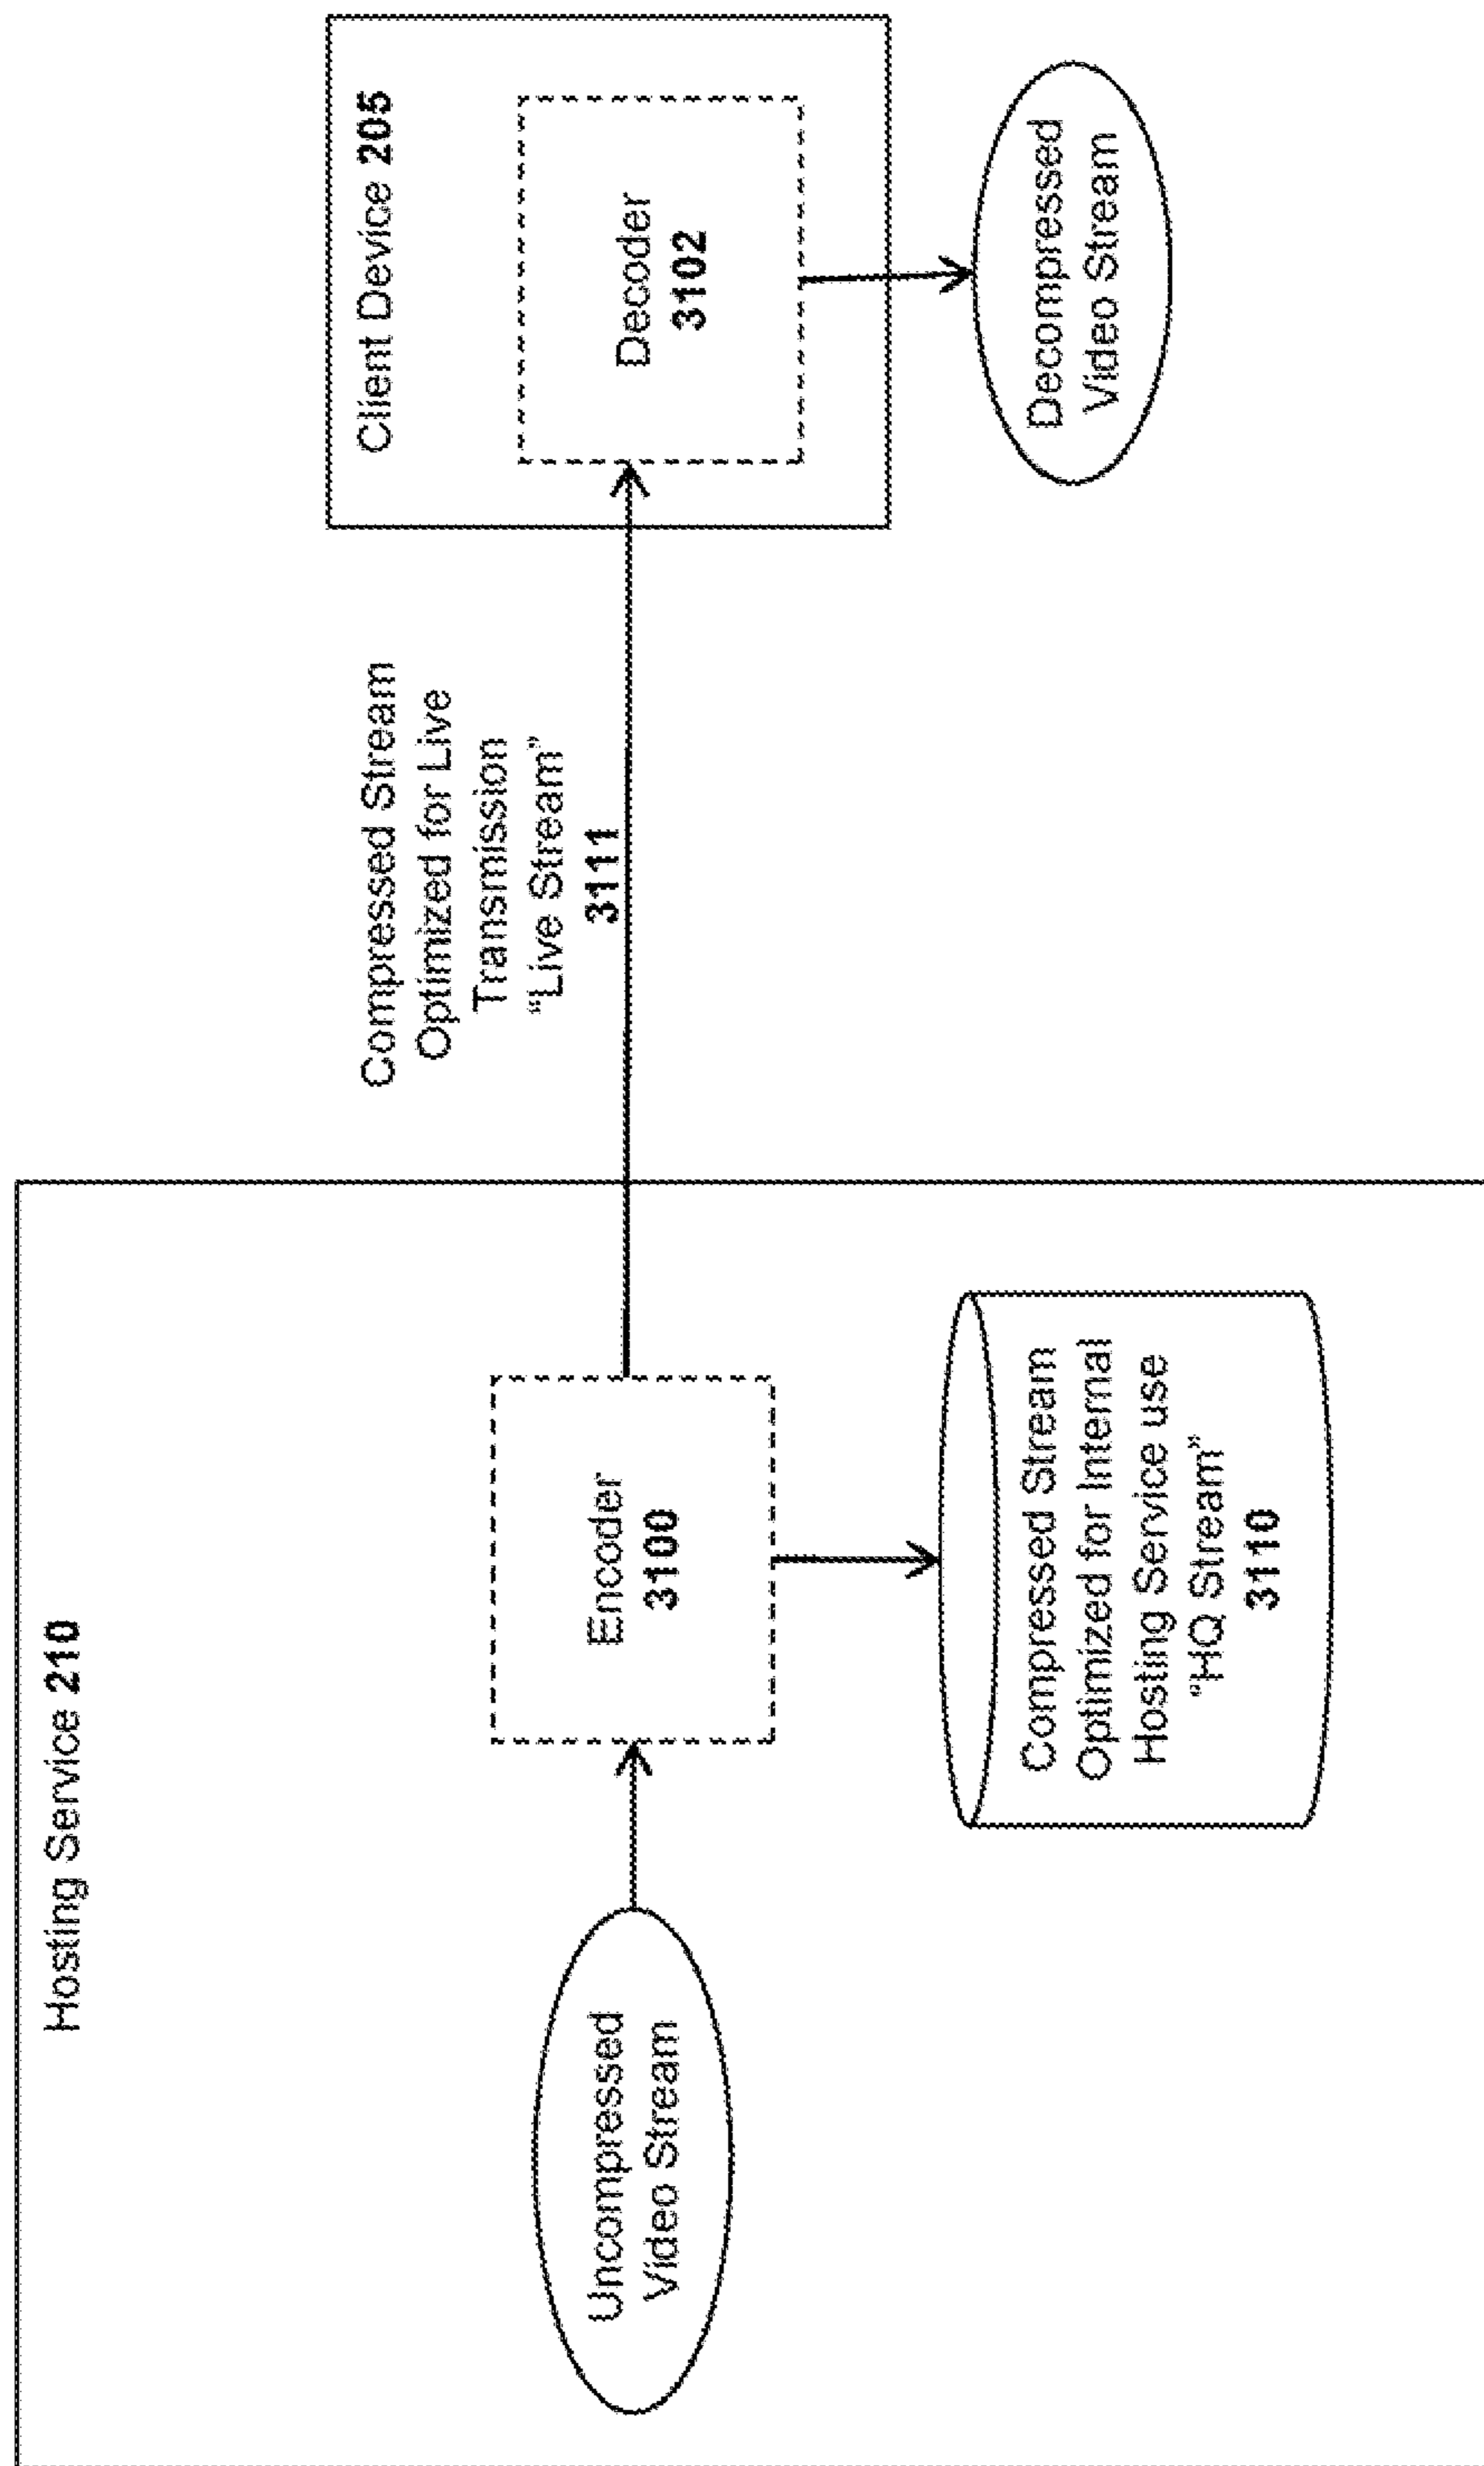 Hosting Service 210
Uncompressed
Video Stream
Encoder
3100
Compressed Stream
Optimized for Internal
Hosting Service use
“HQ Stream”
3110
Compressed Stream
Optimized for Live
Transmission
“Live Stream”
3111
Client Device 205
Decoder
3102
Decompressed
Video Stream